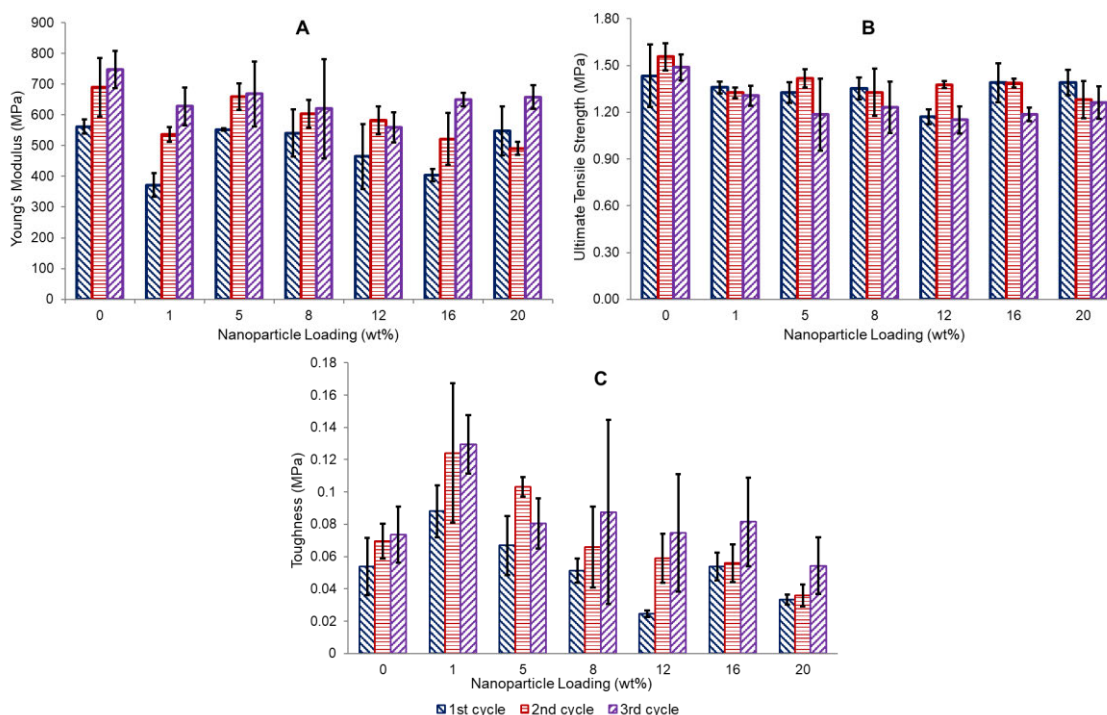 A
Young's Modulus (MPa)
900
800
700
600
500
400
300
200
100
0
0 1 5 8 12 16 20
Nanoparticle Loading (wt%)
B
Ultimate Tensile Strength (MPa)
1.80
1.50
1.20
0.90
0.60
0.30
0.00
0 1 5 8 12 16 20
Nanoparticle Loading (wt%)
C
Toughness (MPa)
0.18
0.16
0.14
0.12
0.1
0.08
0.06
0.04
0.02
0
0 1 5 8 12 16 20
Nanoparticle Loading (wt%)
1st cycle 2nd cycle 3rd cycle